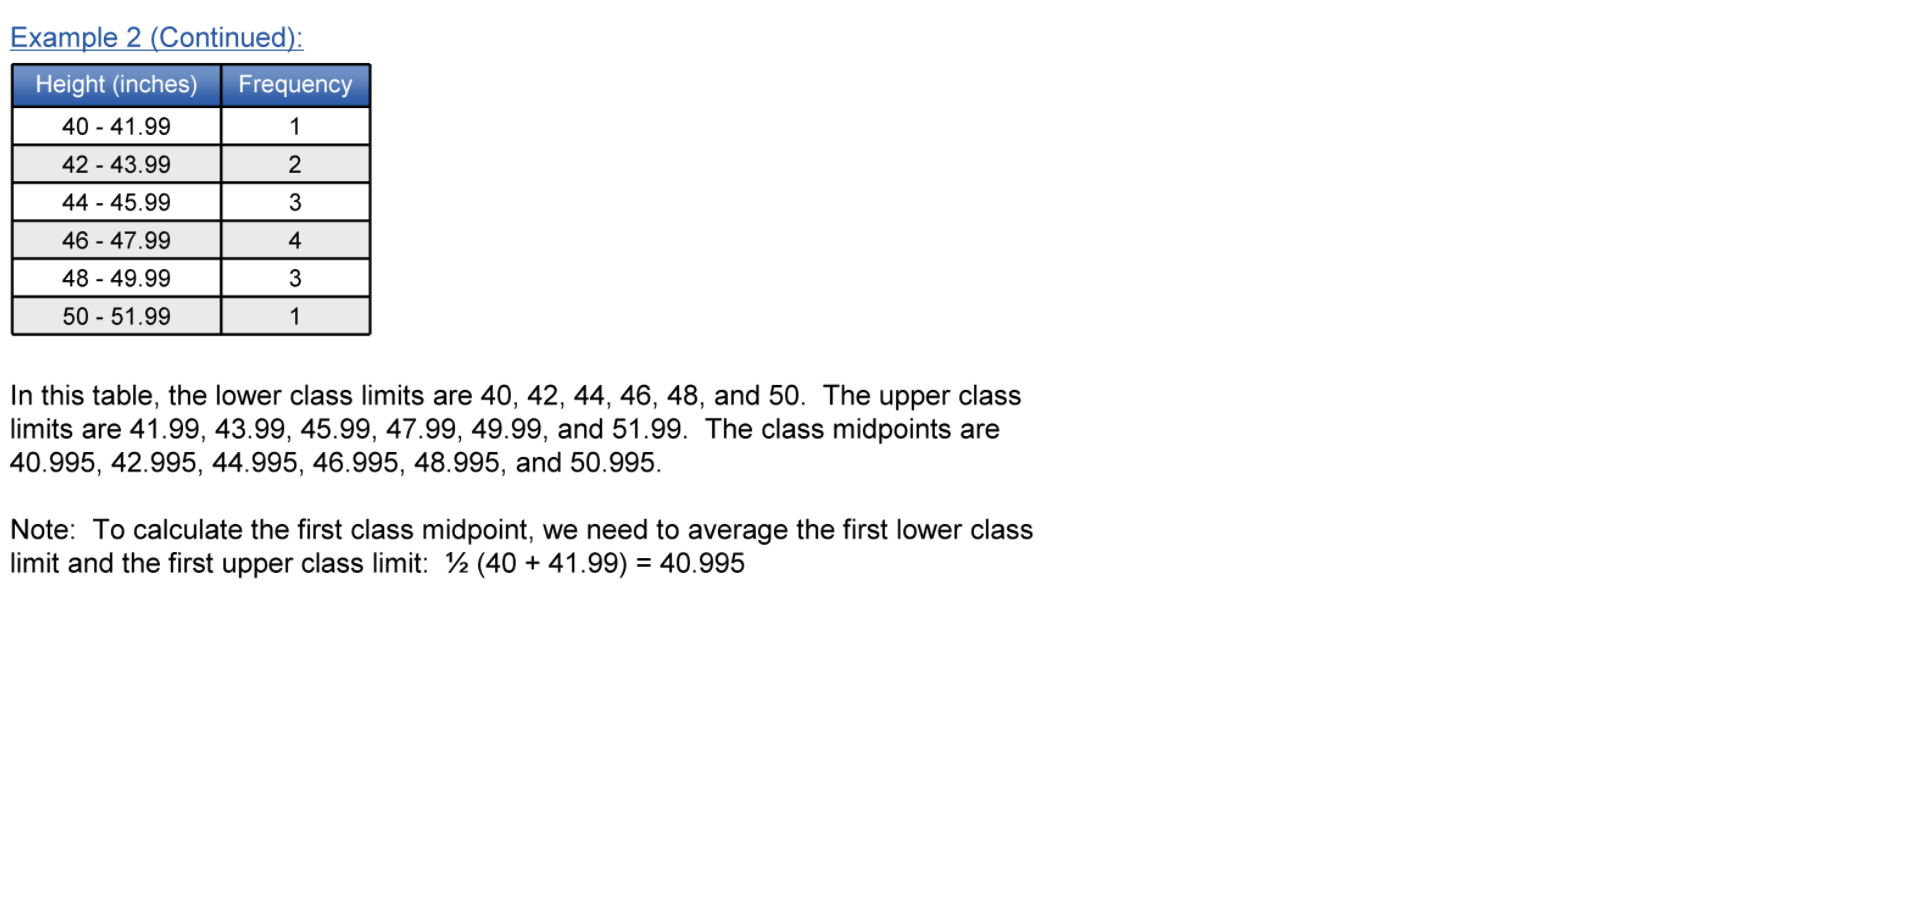 Example 2 (Continued):
Height (inches) Frequency
40 - 41.99 1
42 - 43.99 2
44 - 45.99 3
46 - 47.99 4
48 - 49.99 3
50 - 51.99 1
In this table, the lower class limits are 40, 42, 44, 46, 48, and 50.  The upper class
limits are 41.99, 43.99, 45.99, 47.99, 49.99, and 51.99.  The class midpoints are
40.995, 42.995, 44.995, 46.995, 48.995, and 50.995.
Note:  To calculate the first class midpoint, we need to average the first lower class
limit and the first upper class limit:  ½ (40 + 41.99) = 40.995